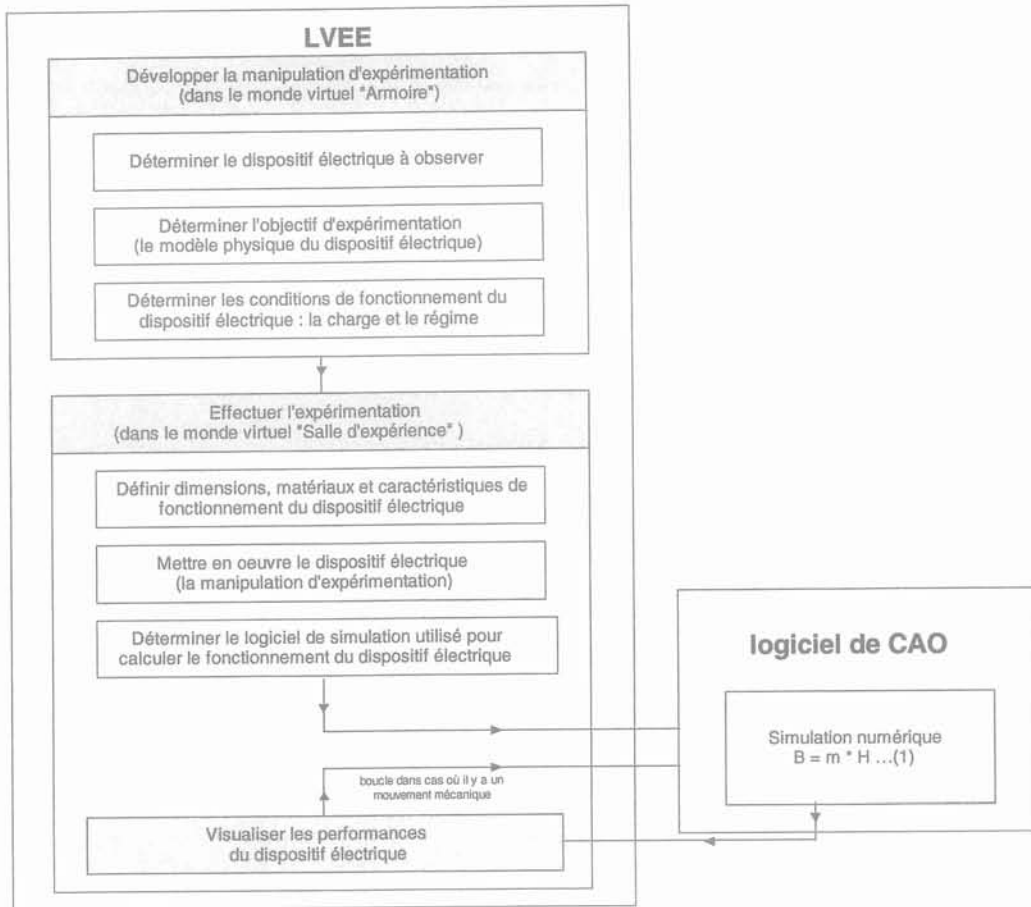 LVEE
Développer la manipulation d'expérimentation
(dans le monde virtuel "Armoire")
Déterminer le dispositif électrique à observer
Déterminer l'objectif d'expérimentation
(le modèle physique du dispositif électrique)
Déterminer les conditions de fonctionnement du
dispositif électrique : la charge et le régime
Effectuer l'expérimentation
(dans le monde virtuel "Salle d'expérience" )
Définir dimensions, matériaux et caractéristiques de
fonctionnement du dispositif électrique
Mettre en oeuvre le dispositif électrique
(la manipulation d'expérimentation)
Déterminer le logiciel de simulation utilisé pour
calculer le fonctionnement du dispositif électrique
logiciel de CAO
Simulation numérique
B = m * H ...(1)
boucle dans cas où il y a un
mouvement mécanique
Visualiser les performances
du dispositif électrique